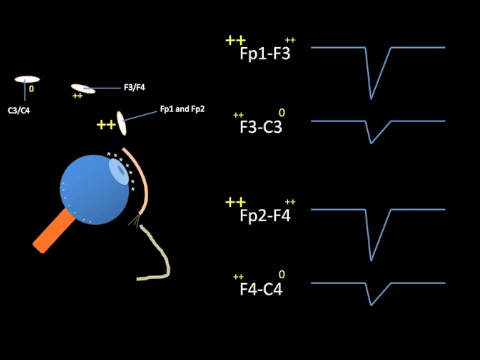 ++ ++
Fp1-F3
++ 0
F3-C3
++ ++
Fp2-F4
++ 0
F4-C4
0
C3/C4
++
F3/F4
++
Fp1 and Fp2